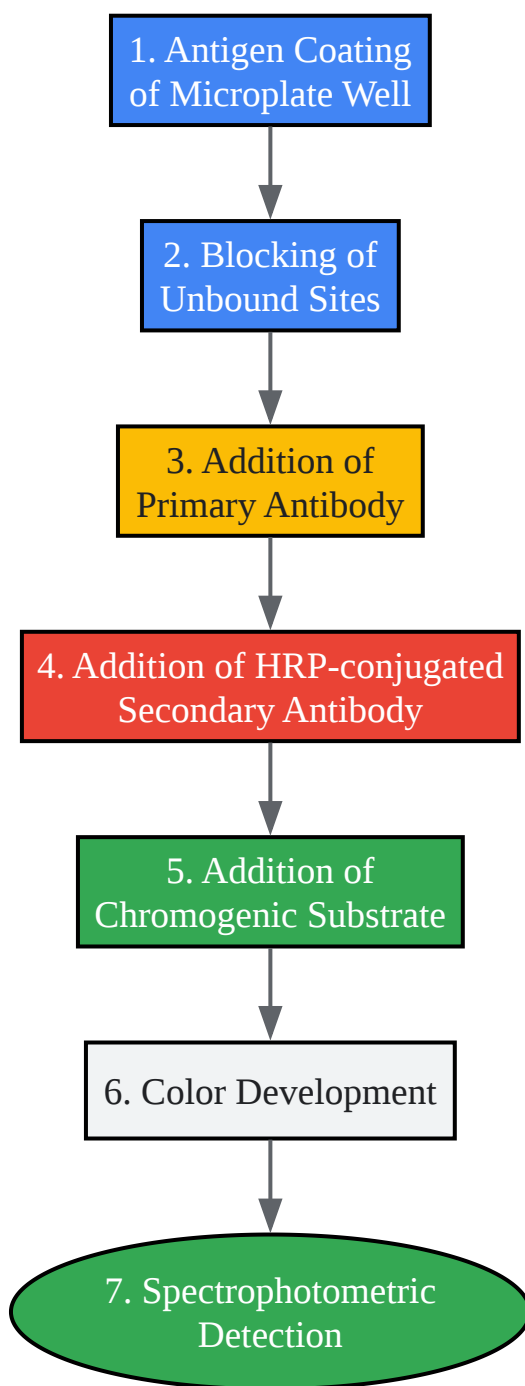 1. Antigen Coating
of Microplate Well
2. Blocking of
Unbound Sites
3. Addition of
Primary Antibody
4. Addition of HRP-conjugated
Secondary Antibody
5. Addition of
Chromogenic Substrate
6. Color Development
7. Spectrophotometric
Detection